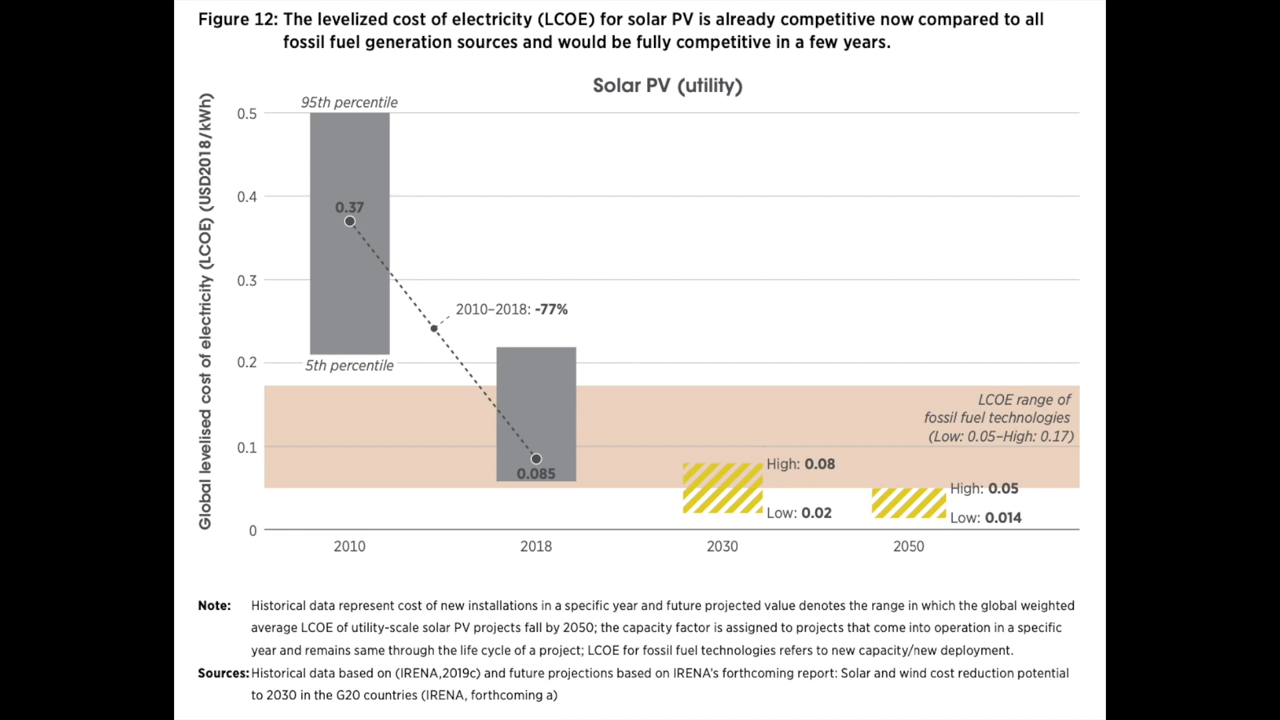 Figure 12: The levelized cost of electricity (LCOE) for solar PV is already competitive now compared to all
fossil fuel generation sources and would be fully competitive in a few years.
Solar PV (utility)
Global levelised cost of electricity (LCOE) (USD2018/kWh)
95th percentile
0.5
0.4
0.37
0.3
2010–2018: -77%
5th percentile
0.2
LCOE range of
fossil fuel technologies
(Low: 0.05–High: 0.17)
0.1
0.085
High: 0.08
Low: 0.02
High: 0.05
Low: 0.014
0
2010 2018 2030 2050
Note: Historical data represent cost of new installations in a specific year and future projected value denotes the range in which the global weighted
average LCOE of utility-scale solar PV projects fall by 2050; the capacity factor is assigned to projects that come into operation in a specific
year and remains same through the life cycle of a project; LCOE for fossil fuel technologies refers to new capacity/new deployment.
Sources: Historical data based on (IRENA,2019c) and future projections based on IRENA's forthcoming report: Solar and wind cost reduction potential
to 2030 in the G20 countries (IRENA, forthcoming a)